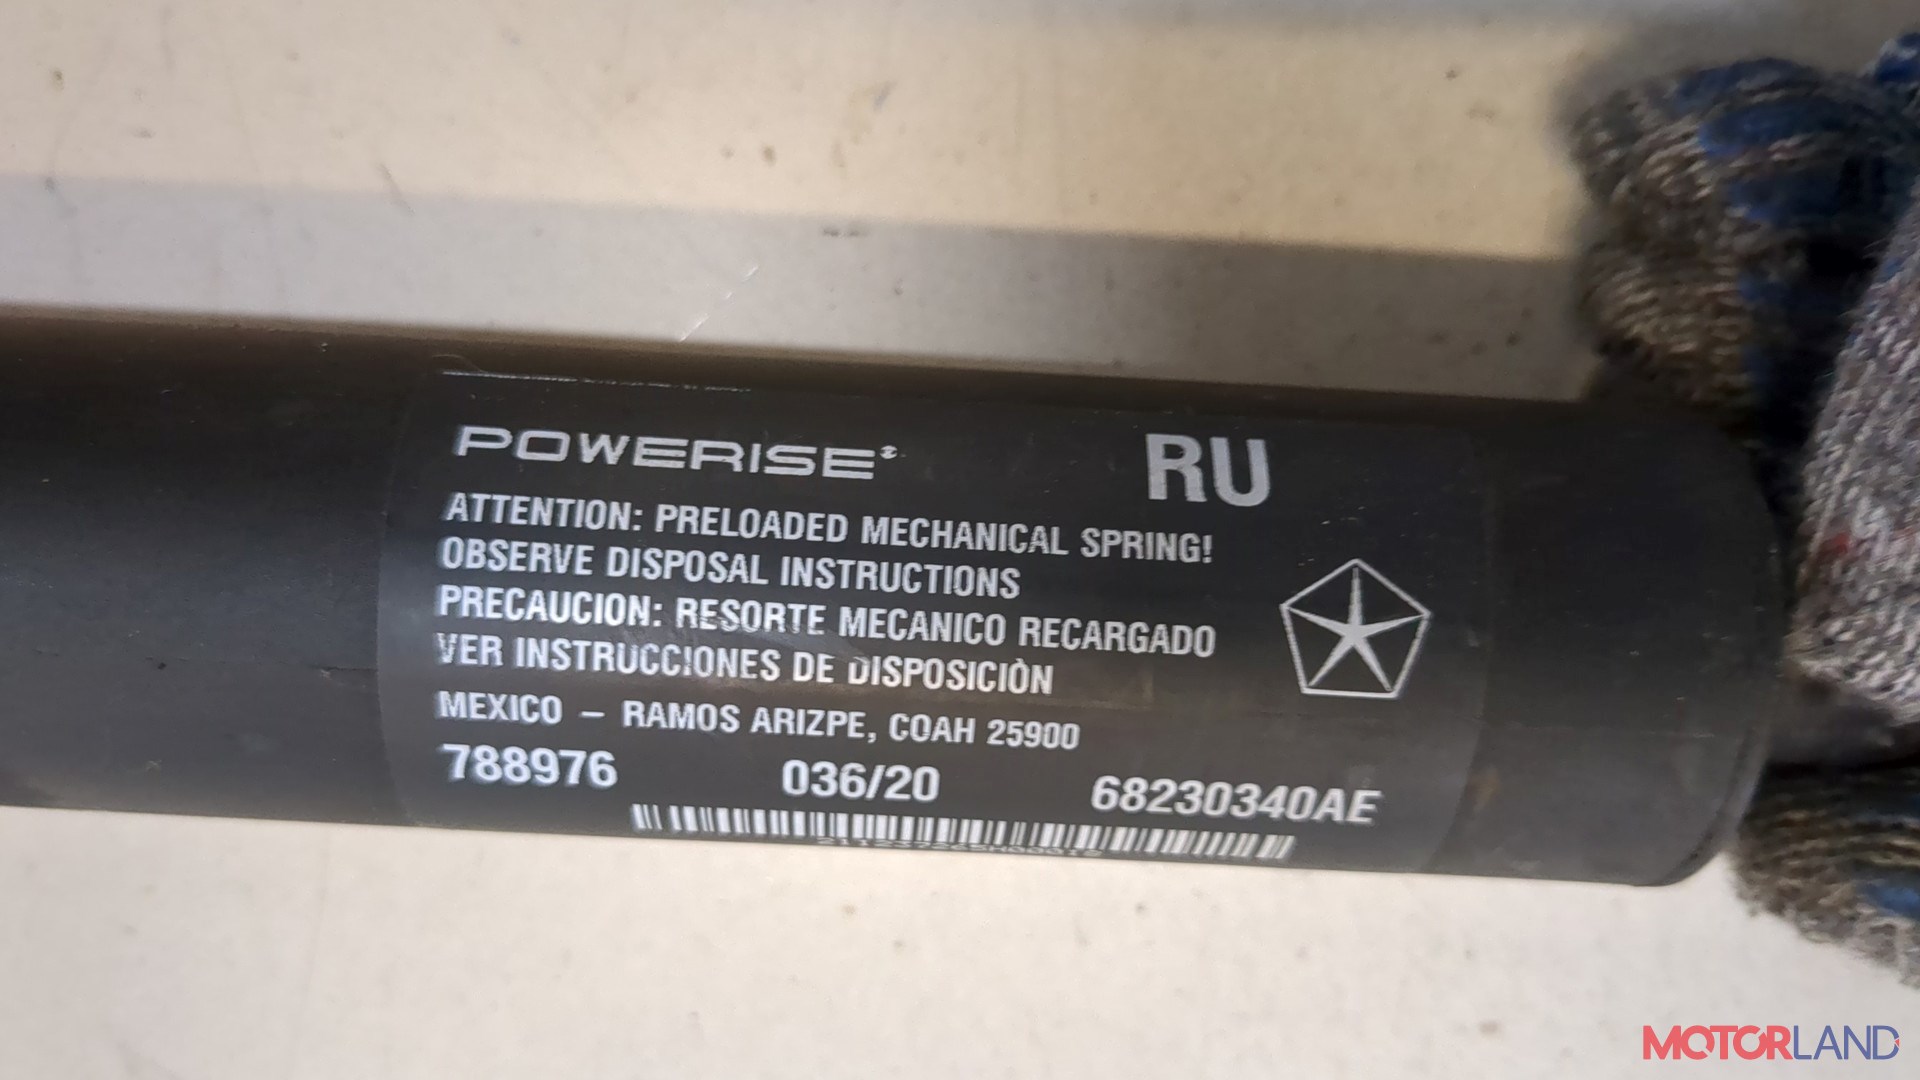 POWERISE
RU
ATTENTION: PRELOADED MECHANICAL SPRING!
OBSERVE DISPOSAL INSTRUCTIONS
PRECAUCION: RESORTE MECANICO RECARGADO
VER INSTRUCCIONES DE DISPOSICIÒN
MEXICO – RAMOS ARIZPE, COAH 25900
788976 036/20 68230340AE
MOTORLAND